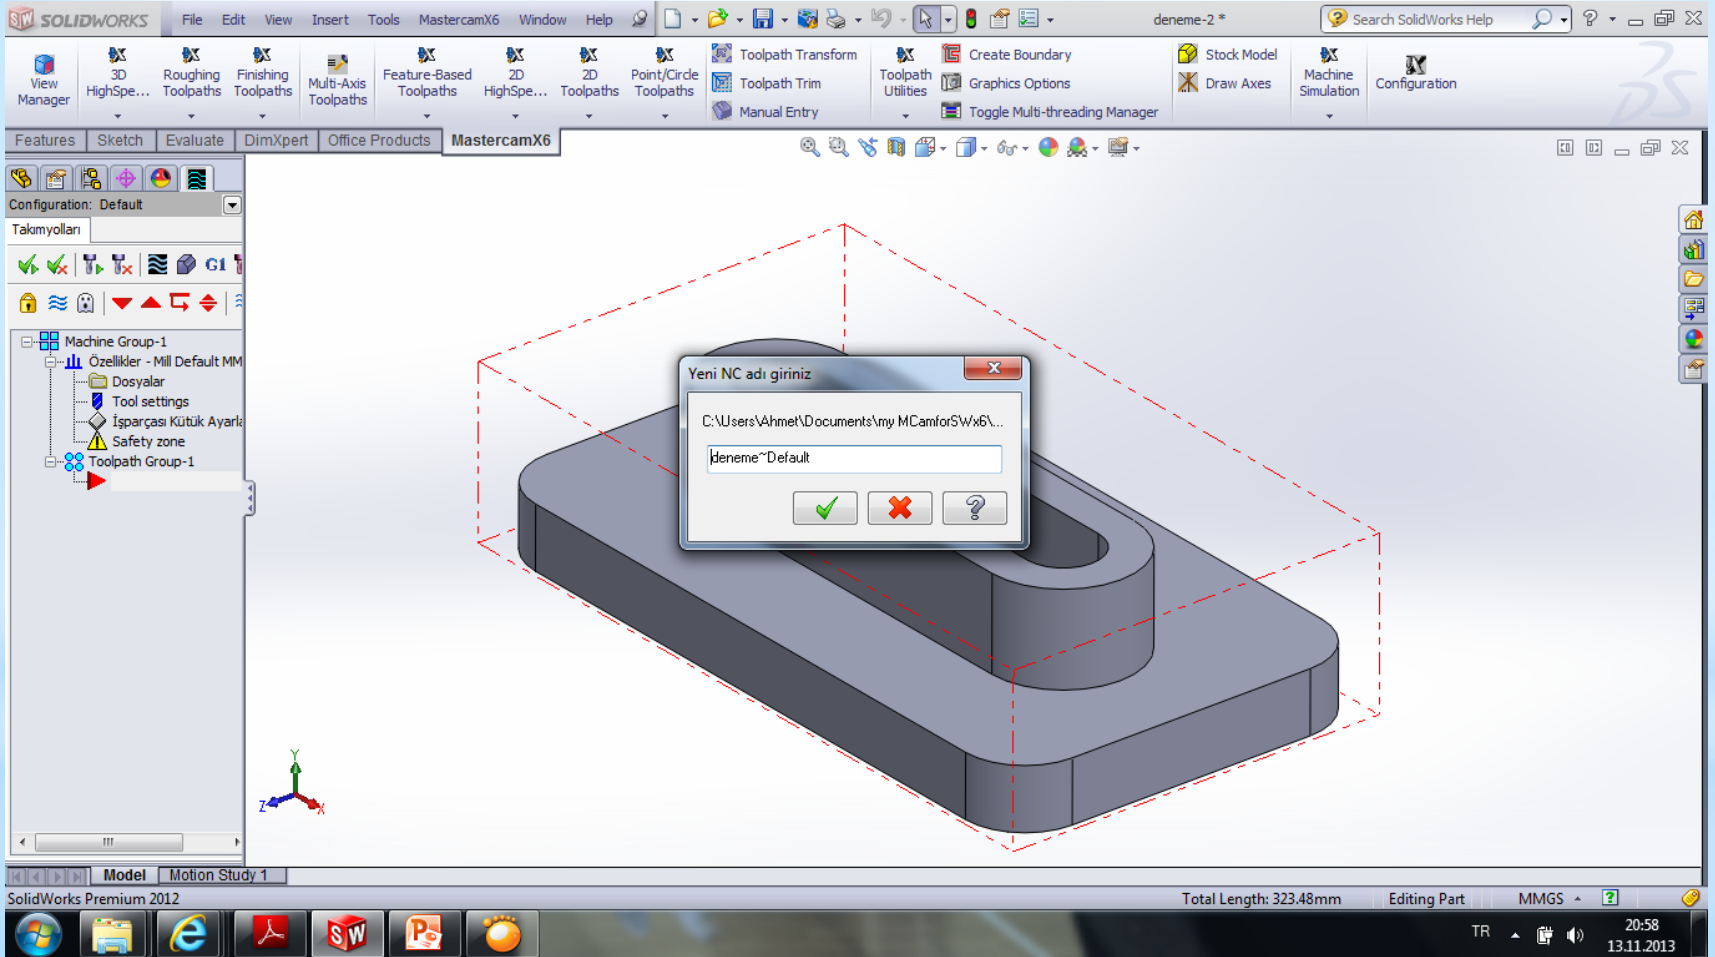 SOLIDWORKS
File Edit View Insert Tools MastercamX6 Window Help
deneme-2 *
Search SolidWorks Help
View Manager
3D HighSpe...
Roughing Toolpaths
Finishing Toolpaths
Multi-Axis Toolpaths
Feature-Based Toolpaths
2D HighSpe...
2D Toolpaths
Point/Circle Toolpaths
Toolpath Transform
Toolpath Trim
Manual Entry
Toolpath Utilities
Create Boundary
Graphics Options
Toggle Multi-threading Manager
Stock Model
Draw Axes
Machine Simulation
Configuration
Features Sketch Evaluate DimXpert Office Products MastercamX6
Configuration: Default
Takımyolları
G1
Machine Group-1
Özellikler - Mill Default MM
Dosyalar
Tool settings
İşparçası Kütük Ayarla
Safety zone
Toolpath Group-1
Yeni NC adı giriniz
C:\Users\Ahmet\Documents\my MCamforSWx6\...
deneme~Default
Y
Z
X
Model Motion Study 1
SolidWorks Premium 2012
Total Length: 323.48mm Editing Part MMGS
TR
20:58
13.11.2013